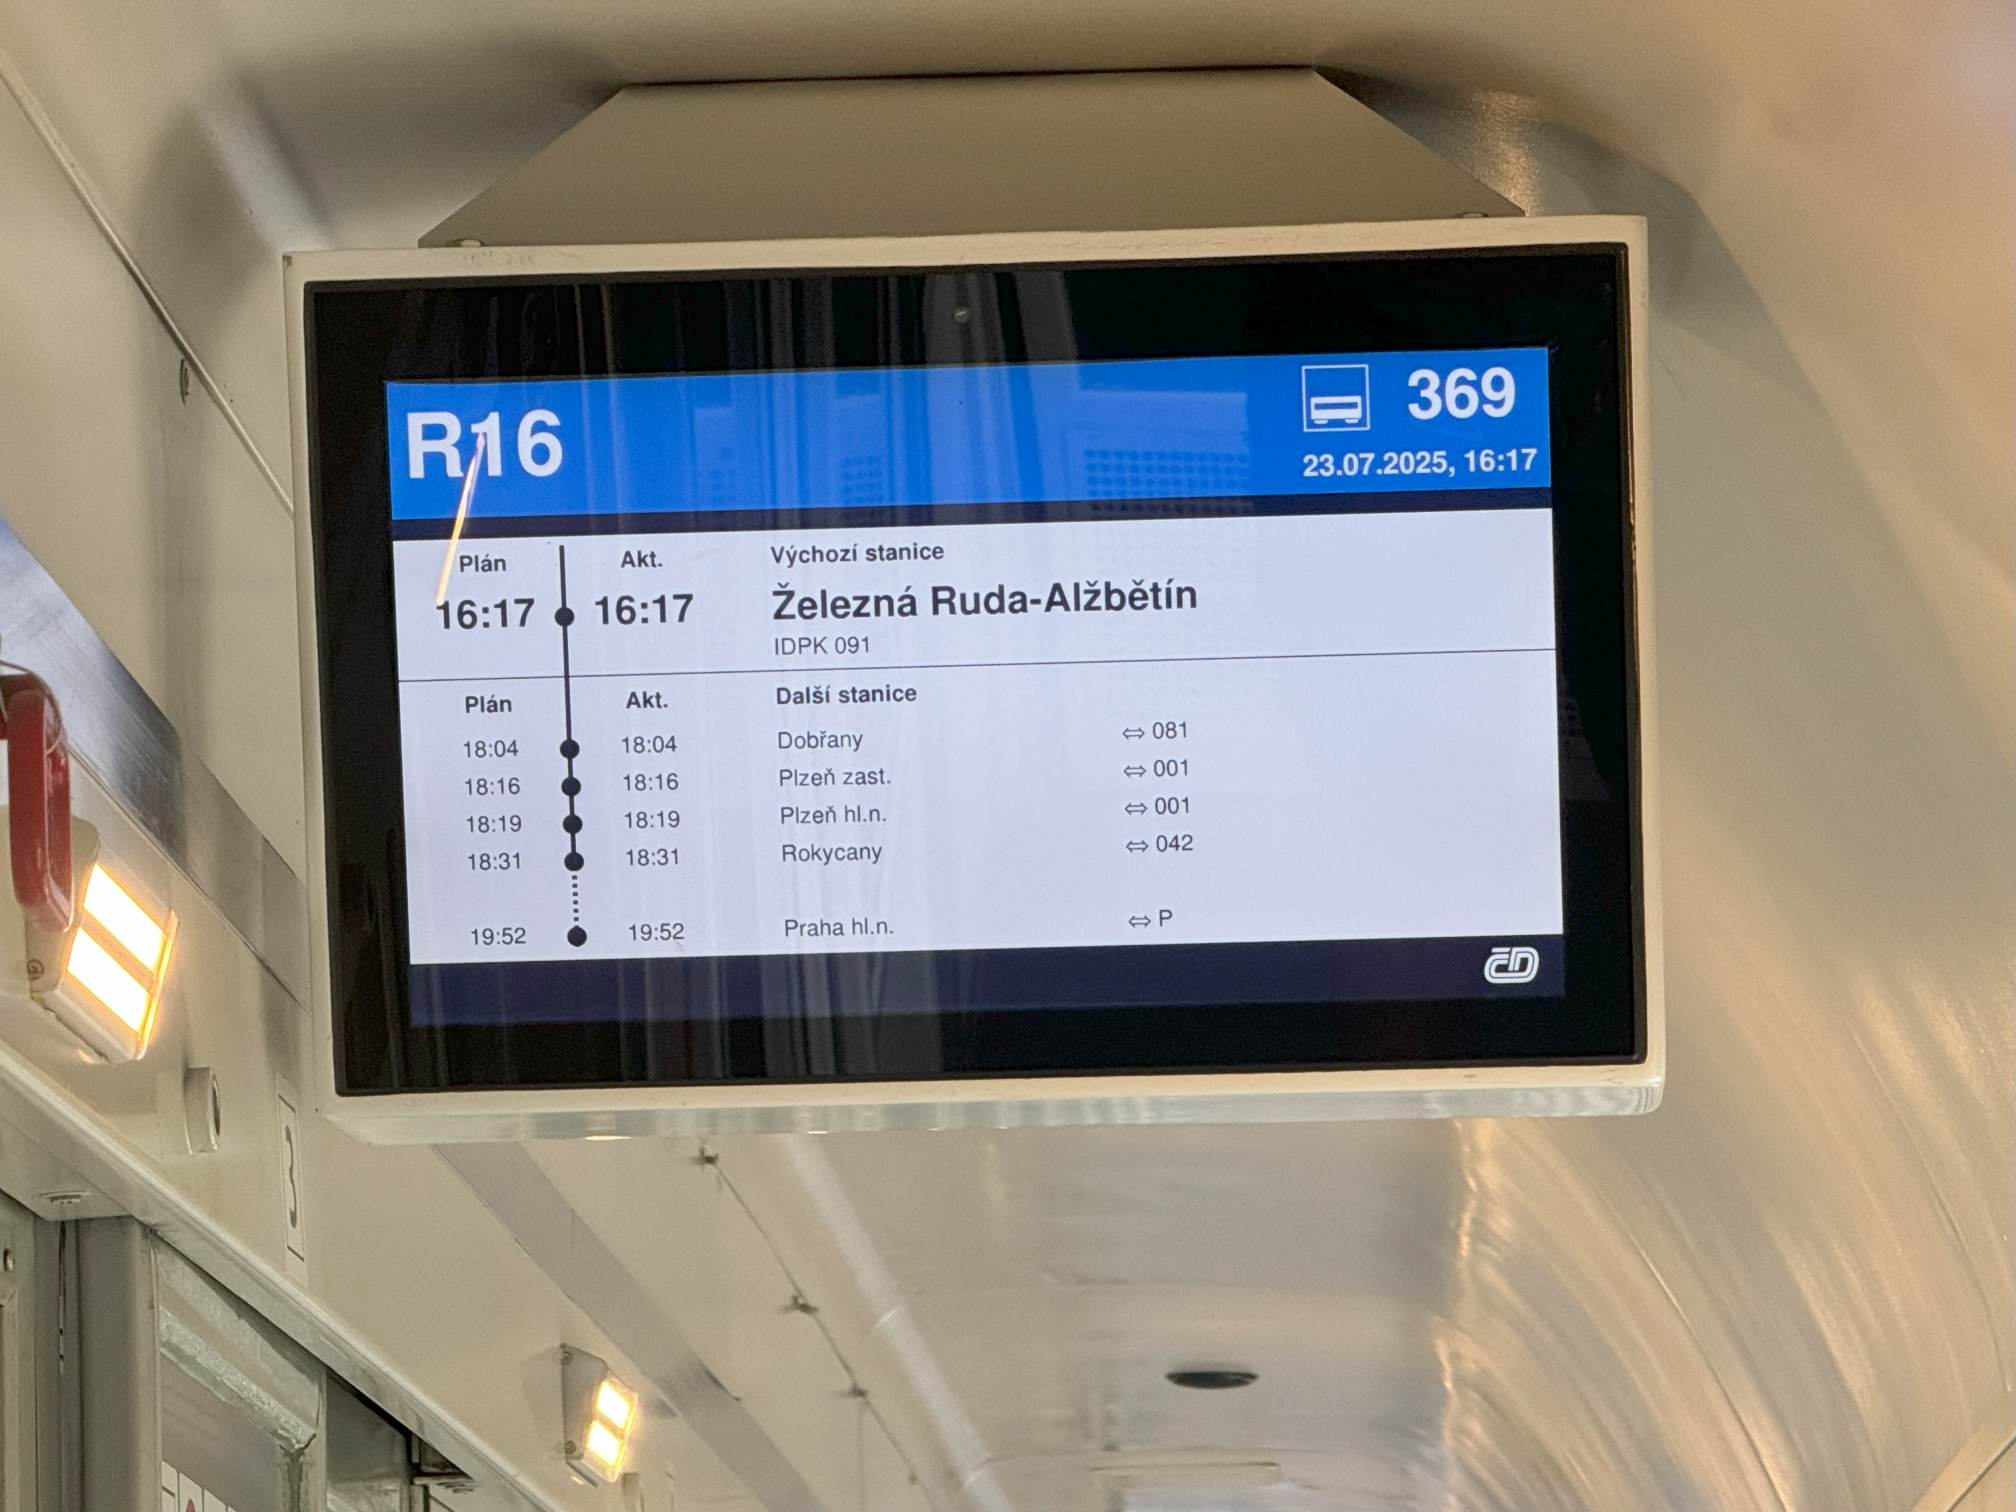 R16
369
23.07.2025, 16:17
Plán Akt. Výchozí stanice
16:17 16:17 Železná Ruda-Alžbětín
IDPK 091
Plán Akt. Další stanice
18:04 18:04 Dobřany ⇔ 081
18:16 18:16 Plzeň zast. ⇔ 001
18:19 18:19 Plzeň hl.n. ⇔ 001
18:31 18:31 Rokycany ⇔ 042
19:52 19:52 Praha hl.n. ⇔ P
ČD
3